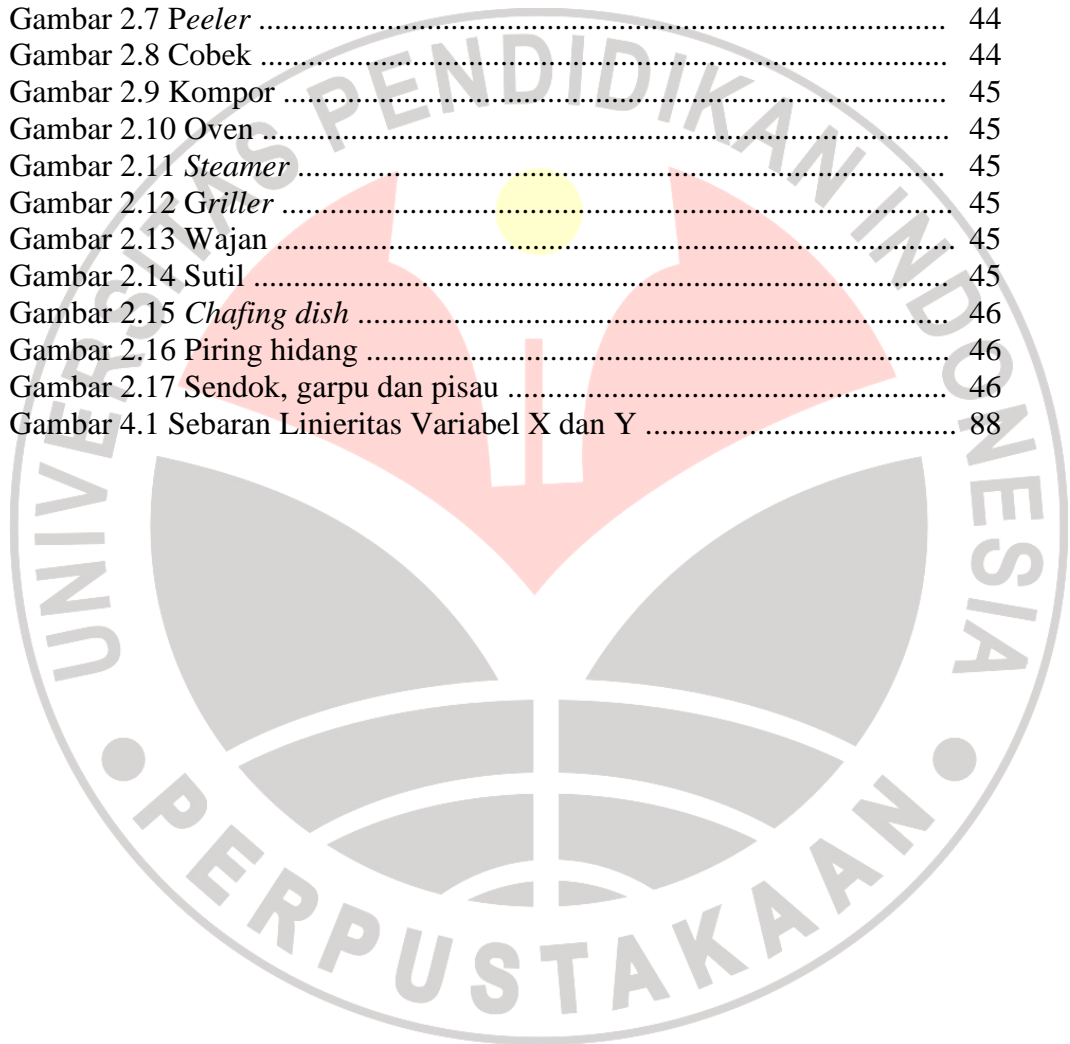 Gambar 2.7 Peeler ........................................................................................ 44
Gambar 2.8 Cobek ....................................................................................... 44
Gambar 2.9 Kompor .................................................................................... 45
Gambar 2.10 Oven ....................................................................................... 45
Gambar 2.11 Steamer ................................................................................... 45
Gambar 2.12 Griller ..................................................................................... 45
Gambar 2.13 Wajan ..................................................................................... 45
Gambar 2.14 Sutil ........................................................................................ 45
Gambar 2.15 Chafing dish ........................................................................... 46
Gambar 2.16 Piring hidang .......................................................................... 46
Gambar 2.17 Sendok, garpu dan pisau ........................................................ 46
Gambar 4.1 Sebaran Linieritas Variabel X dan Y ....................................... 88
UNIVERSITAS PENDIDIKAN INDONESIA
PERPUSTAKAAN